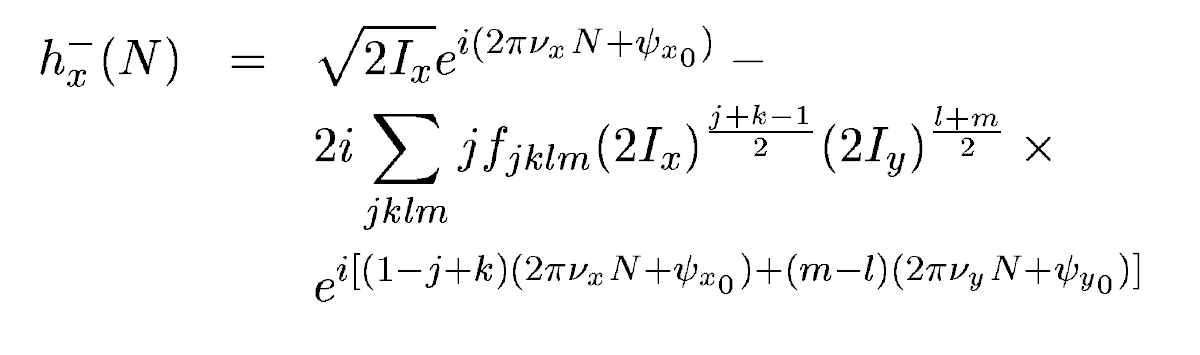 h_x^-(N) = \sqrt{2I_x} e^{i(2\pi\nu_x N+\psi_{x_0})} -
2i \sum_{jklm} j f_{jklm} (2I_x)^{\frac{j+k-1}{2}} (2I_y)^{\frac{l+m}{2}} \times
e^{i[(1-j+k)(2\pi\nu_x N+\psi_{x_0})+(m-l)(2\pi\nu_y N+\psi_{y_0})]}